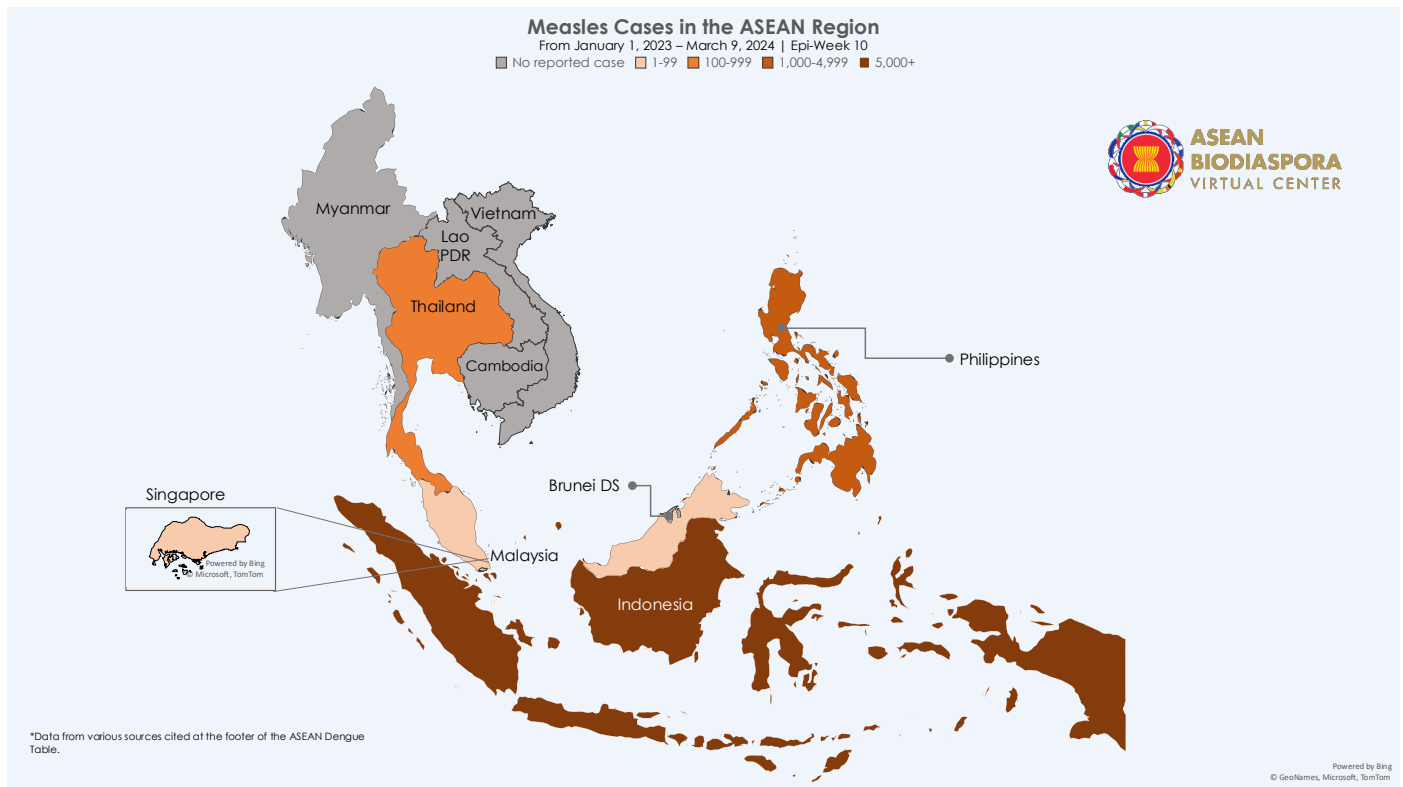 Measles Cases in the ASEAN Region
From January 1, 2023 – March 9, 2024 | Epi-Week 10
No reported case 1-99 100-999 1,000-4,999 5,000+
ASEAN
BIODIASPORA
VIRTUAL CENTER
Myanmar
Vietnam
Lao
PDR
Thailand
Cambodia
Philippines
Brunei DS
Singapore
Powered by Bing
© Microsoft, TomTom
Malaysia
Indonesia
*Data from various sources cited at the footer of the ASEAN Dengue
Table.
Powered by Bing
© GeoNames, Microsoft, TomTom